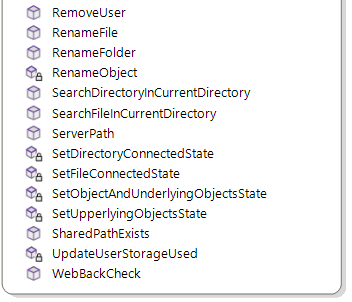 RemoveUser
RenameFile
RenameFolder
RenameObject
SearchDirectoryInCurrentDirectory
SearchFileInCurrentDirectory
ServerPath
SetDirectoryConnectedState
SetFileConnectedState
SetObjectAndUnderlyingObjectsState
SetUpperlyingObjectsState
SharedPathExists
UpdateUserStorageUsed
WebBackCheck